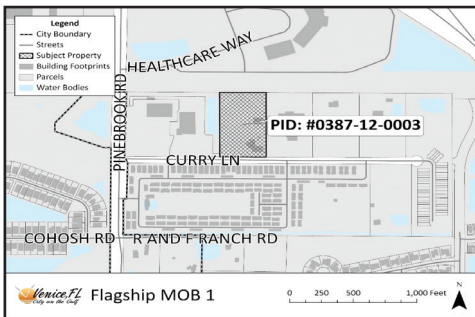 Legend
City Boundary
Streets
Subject Property
Building Footprints
Parcels
Water Bodies
HEALTHCARE WAY
PINEBROOK RD
PID: #0387-12-0003
CURRY LN
COHOSH RD
R AND F RANCH RD
Venice, FL
City on the Gulf
Flagship MOB 1
0 250 500 1,000 Feet
N